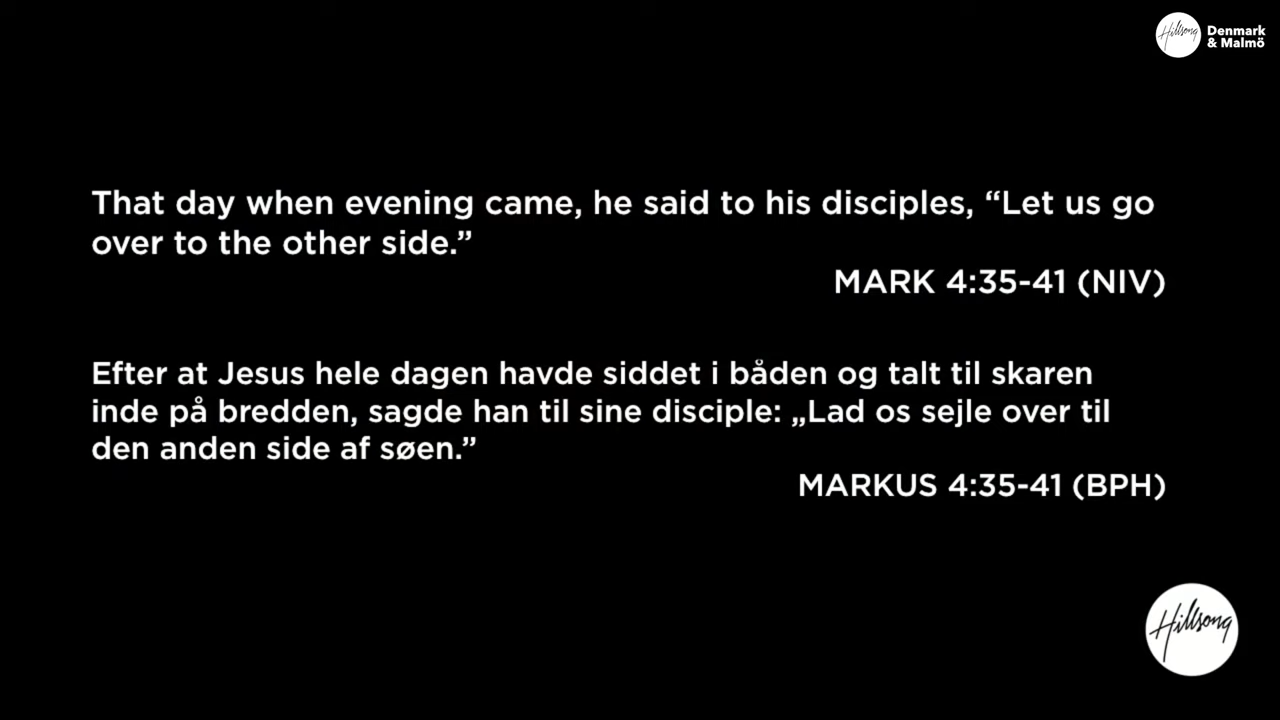 Hillsong Denmark
& Malmö
That day when evening came, he said to his disciples, “Let us go
over to the other side.”
MARK 4:35-41 (NIV)
Efter at Jesus hele dagen havde siddet i båden og talt til skaren
inde på bredden, sagde han til sine disciple: „Lad os sejle over til
den anden side af søen.”
MARKUS 4:35-41 (BPH)
Hillsong